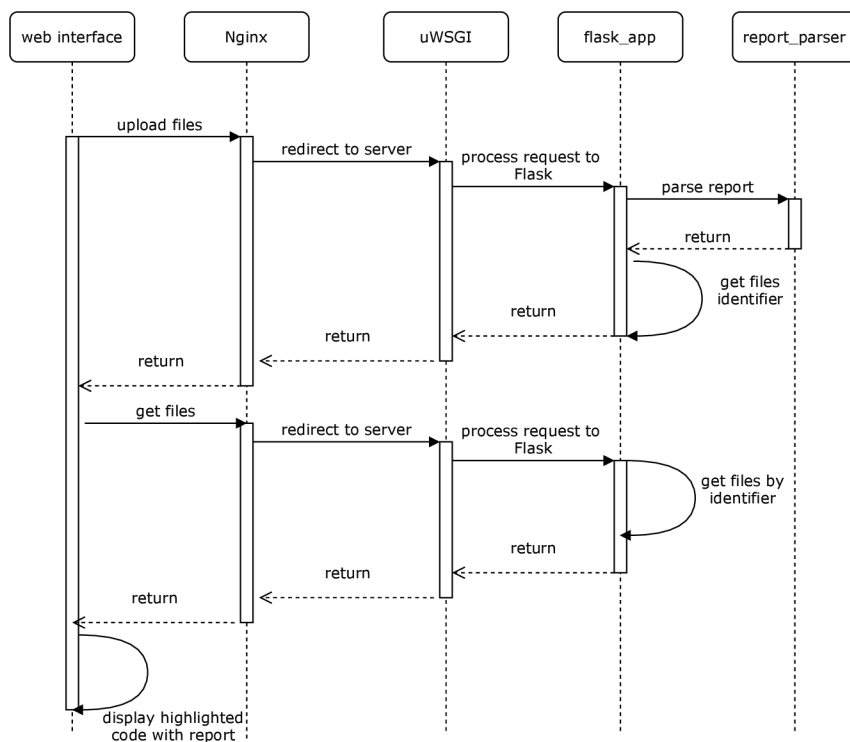 web interface
Nginx
uWSGI
flask_app
report_parser
upload files
redirect to server
process request to
Flask
parse report
return
get files
identifier
return
return
return
get files
redirect to server
process request to
Flask
get files by
identifier
return
return
return
display highlighted
code with report